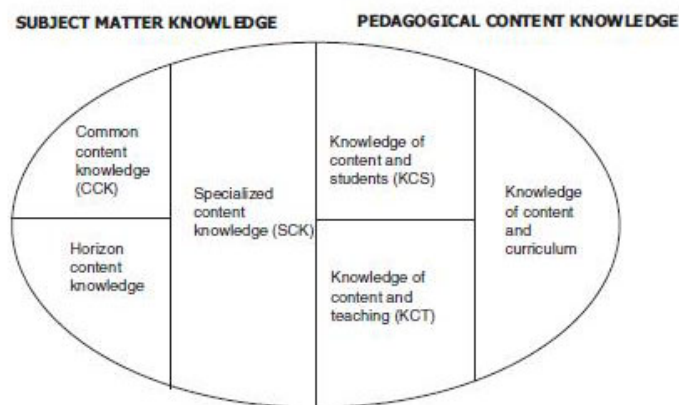 SUBJECT MATTER KNOWLEDGE
PEDAGOGICAL CONTENT KNOWLEDGE
Common
content
knowledge
(CCK)
Horizon
content
knowledge
Specialized
content
knowledge (SCK)
Knowledge of
content and
students (KCS)
Knowledge of
content and
teaching (KCT)
Knowledge
of content
and
curriculum